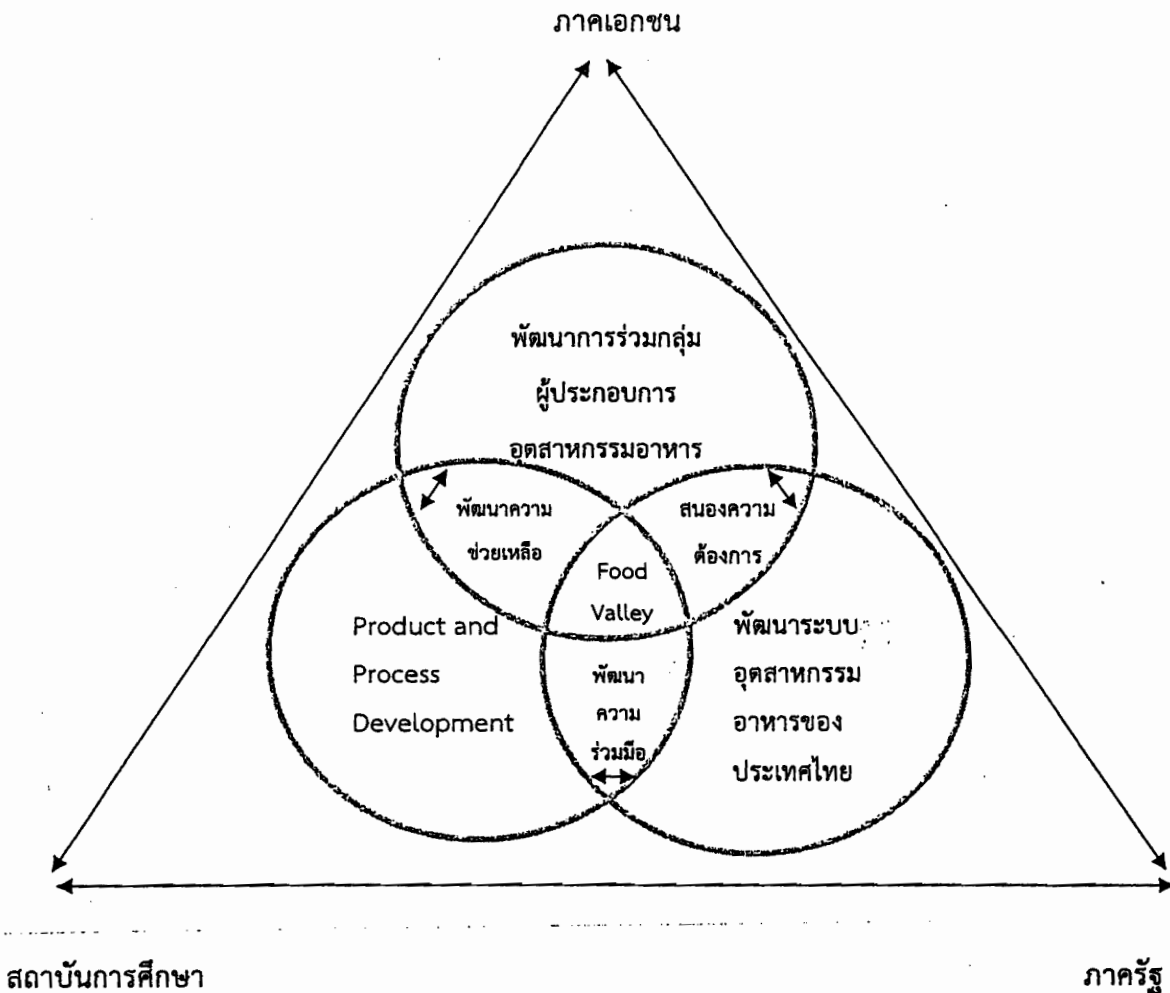 ภาคเอกชน
พัฒนาการร่วมกลุ่ม
ผู้ประกอบการ
อุตสาหกรรมอาหาร
พัฒนาความ
ช่วยเหลือ
สนองความ
ต้องการ
Food
Valley
Product and
Process
Development
พัฒนา
ความ
ร่วมมือ
พัฒนาระบบ
อุตสาหกรรม
อาหารของ
ประเทศไทย
สถาบันการศึกษา
ภาครัฐ